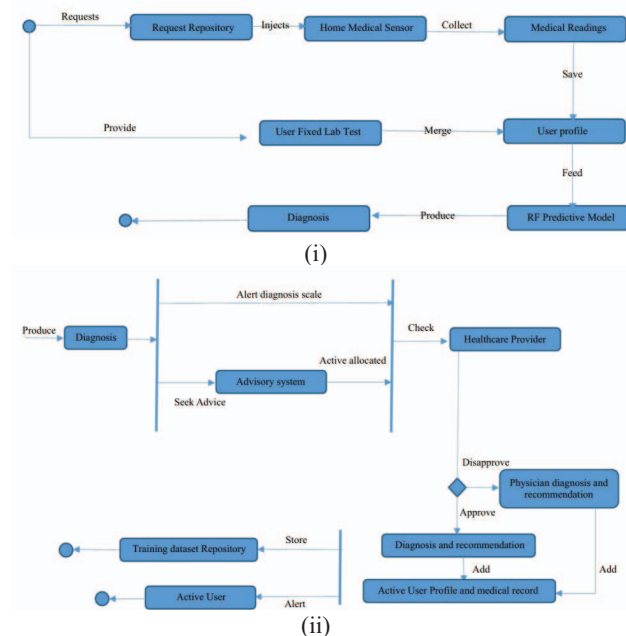 Requests
Request Repository
Injects
Home Medical Sensor
Collect
Medical Readings
Save
Provide
User Fixed Lab Test
Merge
User profile
Feed
Diagnosis
Produce
RF Predictive Model
(i)
Alert diagnosis scale
Produce
Diagnosis
Check
Healthcare Provider
Active allocated
Advisory system
Seek Advice
Disapprove
Physician diagnosis and
recommendation
Approve
Store
Training dataset Repository
Diagnosis and recommendation
Add
Add
Active User
Alert
Active User Profile and medical record
(ii)